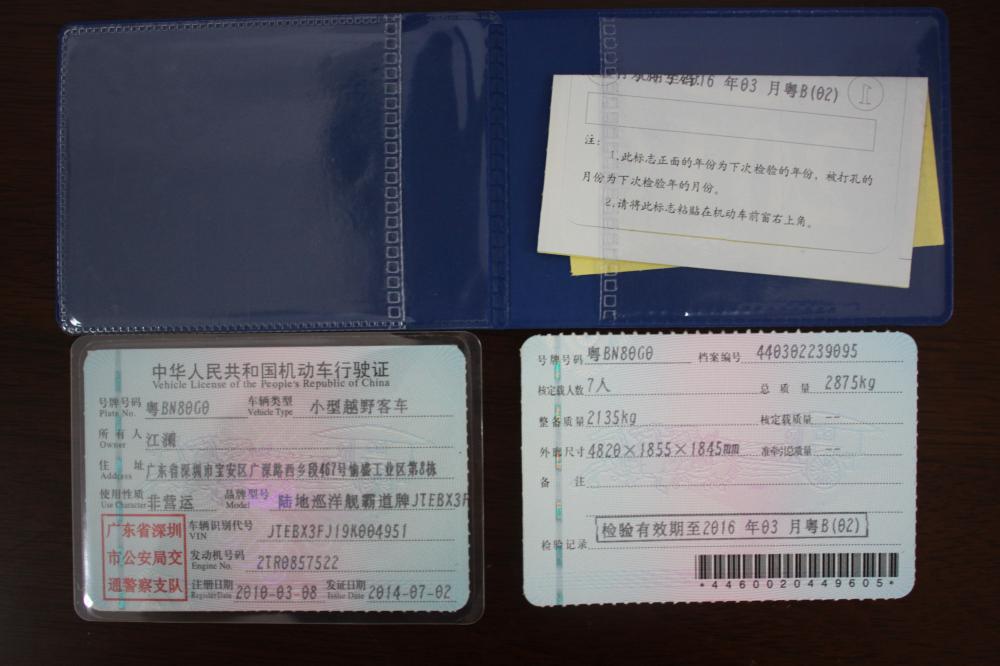 16 年03 月粤B(02)
1
注：
1.此标志正面的年份为下次检验的年份，被打孔的
月份为下次检验年的月份。
2.请将此标志粘贴在机动车前窗右上角。
中华人民共和国机动车行驶证
Vehicle License of the People's Republic of China
号牌号码 粤BN80G0 车辆类型 小型越野客车
Plate No. Vehicle Type
所有人 江澜
Owner
住址 广东省深圳市宝安区广深路西乡段467号愉盛工业区第8栋
Address
使用性质 非营运 品牌型号 陆地巡洋舰霸道牌JTEBX3F
Use Character Model
广东省深圳
市公安局交
通警察支队
车辆识别代号 JTEBX3FJ19K004951
VIN
发动机号码 2TR0857522
Engine No.
注册日期 2010-03-08 发证日期 2014-07-02
Register Date Issue Date
号牌号码 粤BN80G0 档案编号 440302239095
核定载人数 7人 总质量 2875kg
整备质量 2135kg 核定载质量 --
外廓尺寸 4820×1855×1845mm 准牵引总质量 --
备注
检验有效期至2016 年03 月粤B(02)
检验记录
*4460020449605*